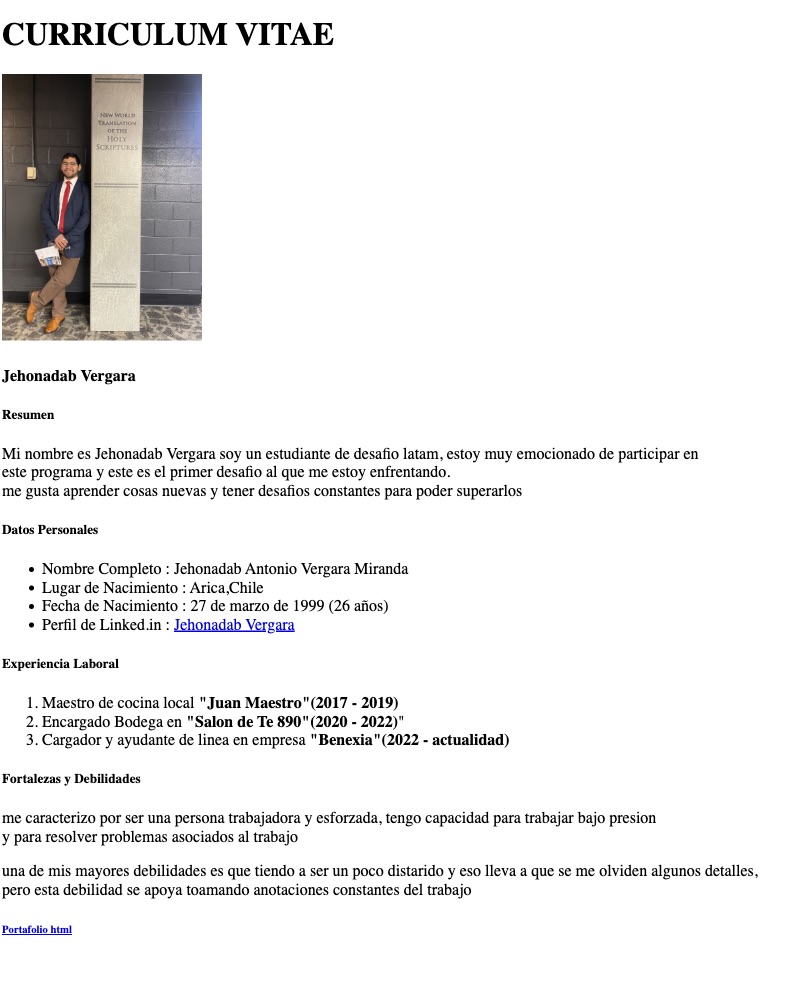 CURRICULUM VITAE
NEW WORLD
TRANSLATION
OF THE
HOLY
SCRIPTURES
Jehonadab Vergara
Resumen
Mi nombre es Jehonadab Vergara soy un estudiante de desafio latam, estoy muy emocionado de participar en
este programa y este es el primer desafio al que me estoy enfrentando.
me gusta aprender cosas nuevas y tener desafios constantes para poder superarlos
Datos Personales
• Nombre Completo : Jehonadab Antonio Vergara Miranda
• Lugar de Nacimiento : Arica,Chile
• Fecha de Nacimiento : 27 de marzo de 1999 (26 años)
• Perfil de Linked.in : Jehonadab Vergara
Experiencia Laboral
1. Maestro de cocina local "Juan Maestro"(2017 - 2019)
2. Encargado Bodega en "Salon de Te 890"(2020 - 2022)"
3. Cargador y ayudante de linea en empresa "Benexia"(2022 - actualidad)
Fortalezas y Debilidades
me caracterizo por ser una persona trabajadora y esforzada, tengo capacidad para trabajar bajo presion
y para resolver problemas asociados al trabajo
una de mis mayores debilidades es que tiendo a ser un poco distarido y eso lleva a que se me olviden algunos detalles,
pero esta debilidad se apoya toamando anotaciones constantes del trabajo
Portafolio html